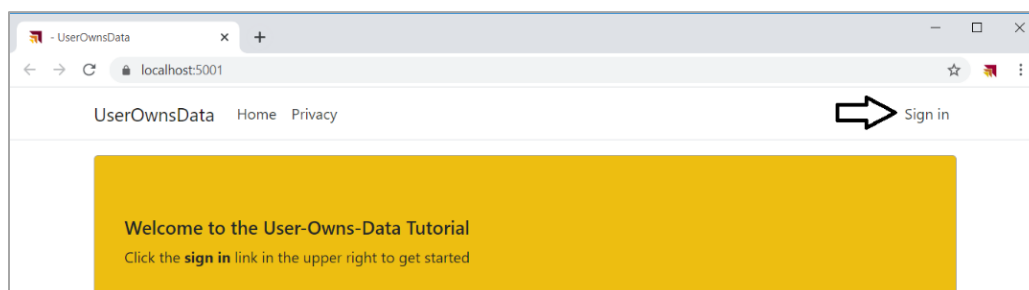 - UserOwnsData
localhost:5001
UserOwnsData Home Privacy Sign in
Welcome to the User-Owns-Data Tutorial
Click the sign in link in the upper right to get started